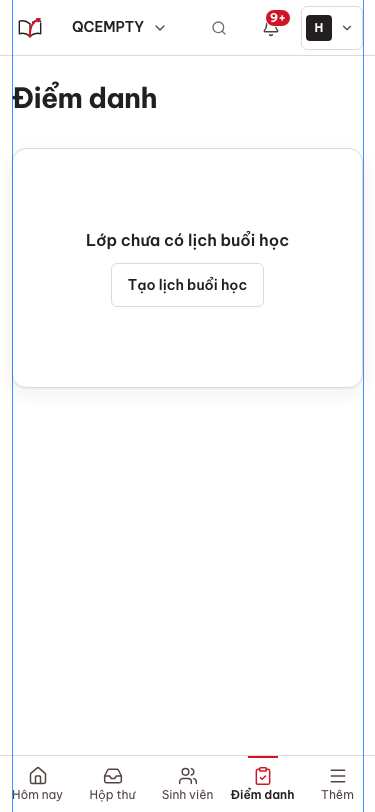 QCEMPTY
9+
H
Điểm danh
Lớp chưa có lịch buổi học
Tạo lịch buổi học
Hôm nay
Hộp thư
Sinh viên
Điểm danh
Thêm